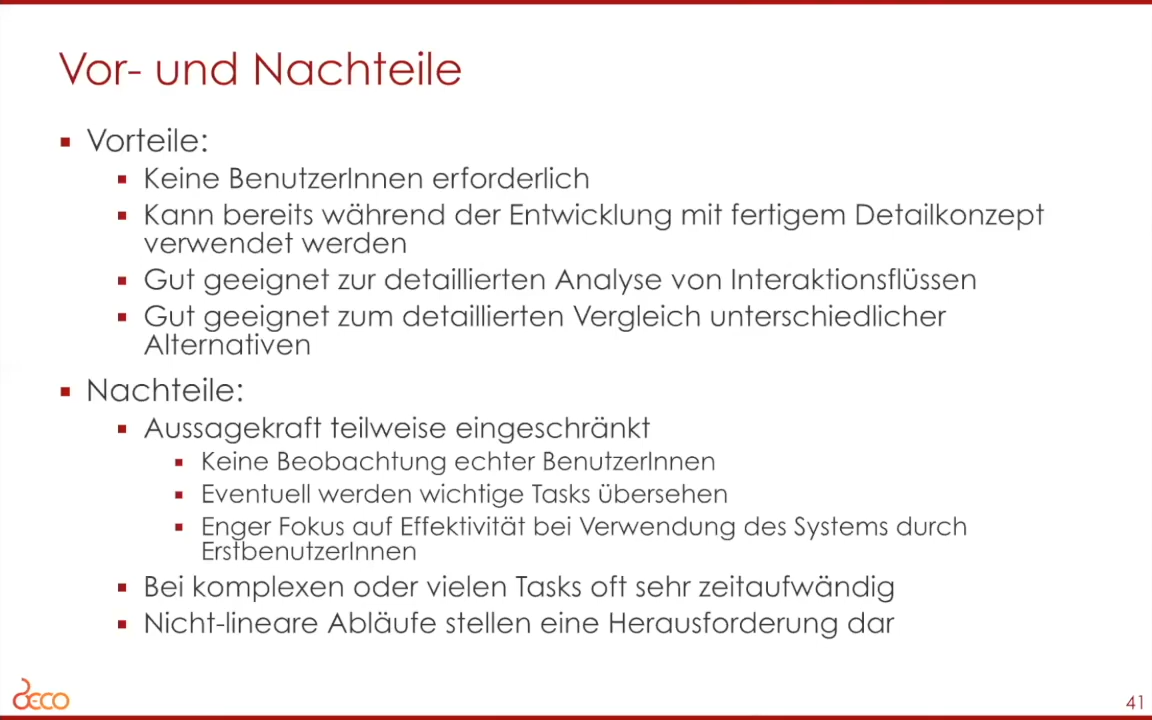 Vor- und Nachteile
Vorteile:
Keine BenutzerInnen erforderlich
Kann bereits während der Entwicklung mit fertigem Detailkonzept
verwendet werden
Gut geeignet zur detaillierten Analyse von Interaktionsflüssen
Gut geeignet zum detaillierten Vergleich unterschiedlicher
Alternativen
Nachteile:
Aussagekraft teilweise eingeschränkt
Keine Beobachtung echter BenutzerInnen
Eventuell werden wichtige Tasks übersehen
Enger Fokus auf Effektivität bei Verwendung des Systems durch
ErstbenutzerInnen
Bei komplexen oder vielen Tasks oft sehr zeitaufwändig
Nicht-lineare Abläufe stellen eine Herausforderung dar
DECO
41